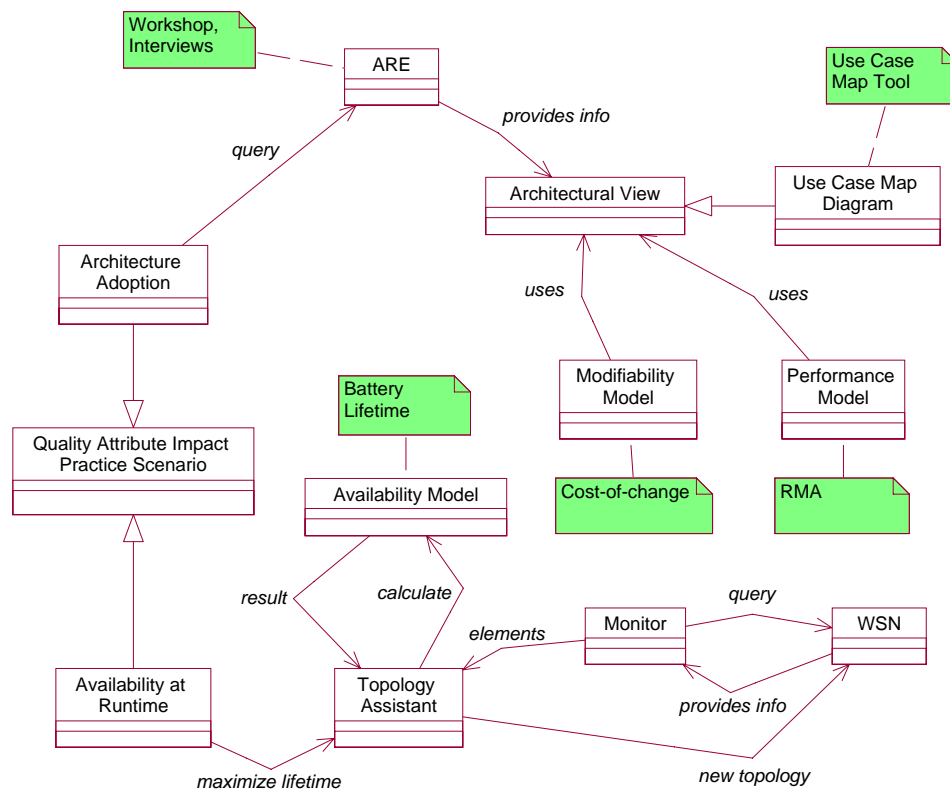 Workshop,
Interviews
ARE
Use Case
Map Tool
provides info
query
Architectural View
Use Case Map
Diagram
Architecture
Adoption
uses
uses
Battery
Lifetime
Modifiability
Model
Performance
Model
Quality Attribute Impact
Practice Scenario
Availability Model
Cost-of-change
RMA
result
calculate
query
elements
Monitor
WSN
Availability at
Runtime
Topology
Assistant
provides info
maximize lifetime
new topology